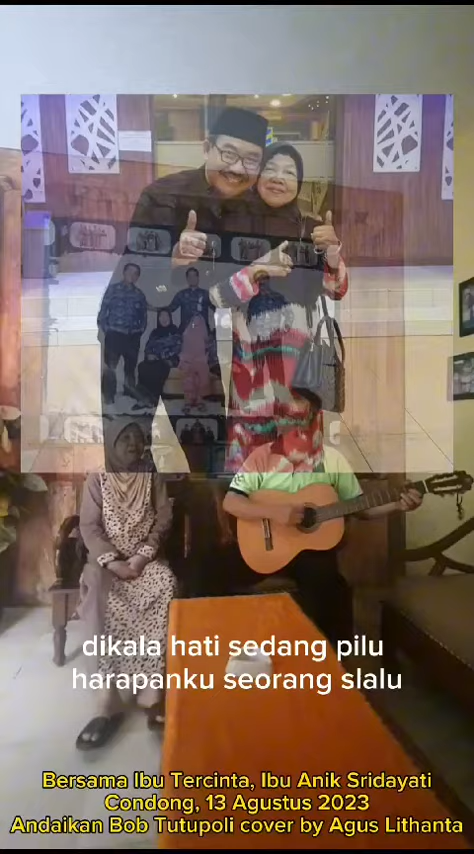 dikala hati sedang pilu
harapanku seorang slalu
Bersama Ibu Tercinta, Ibu Anik Sridayati
Condong, 13 Agustus 2023
Andaikan Bob Tutupoli cover by Agus Lithanta